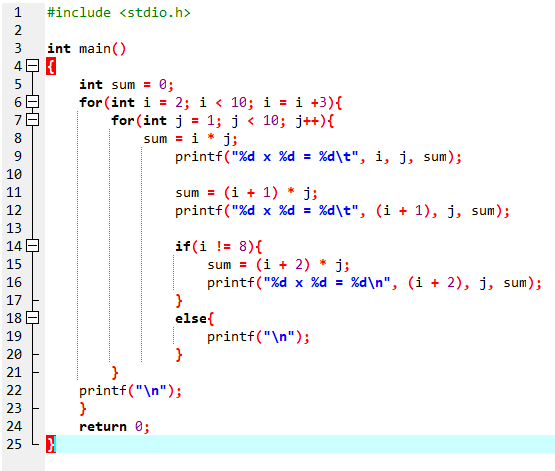 1 #include <stdio.h>
2
3 int main()
4 {
5     int sum = 0;
6     for(int i = 2; i < 10; i = i +3){
7         for(int j = 1; j < 10; j++){
8             sum = i * j;
9                 printf("%d x %d = %d\t", i, j, sum);
10
11                 sum = (i + 1) * j;
12                 printf("%d x %d = %d\t", (i + 1), j, sum);
13
14                 if(i != 8){
15                     sum = (i + 2) * j;
16                     printf("%d x %d = %d\n", (i + 2), j, sum);
17                 }
18                 else{
19                     printf("\n");
20                 }
21         }
22     printf("\n");
23     }
24     return 0;
25 }